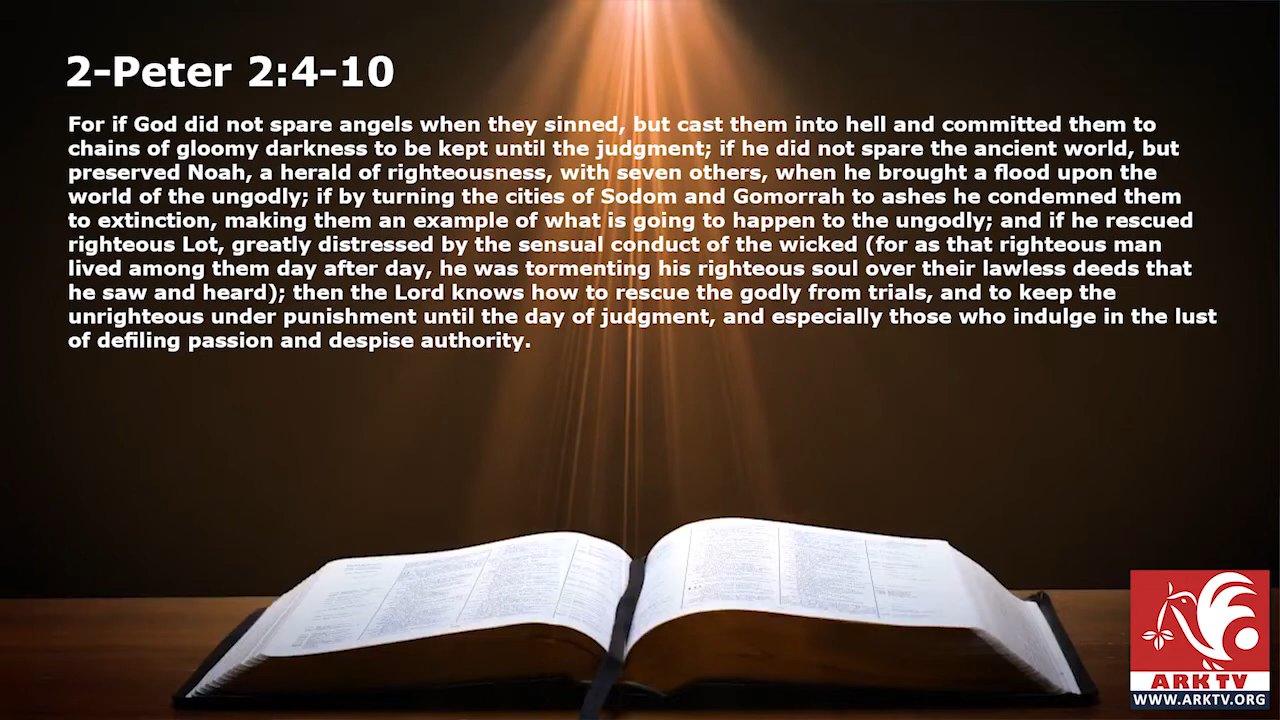 2-Peter 2:4-10
For if God did not spare angels when they sinned, but cast them into hell and committed them to
chains of gloomy darkness to be kept until the judgment; if he did not spare the ancient world, but
preserved Noah, a herald of righteousness, with seven others, when he brought a flood upon the
world of the ungodly; if by turning the cities of Sodom and Gomorrah to ashes he condemned them
to extinction, making them an example of what is going to happen to the ungodly; and if he rescued
righteous Lot, greatly distressed by the sensual conduct of the wicked (for as that righteous man
lived among them day after day, he was tormenting his righteous soul over their lawless deeds that
he saw and heard); then the Lord knows how to rescue the godly from trials, and to keep the
unrighteous under punishment until the day of judgment, and especially those who indulge in the lust
of defiling passion and despise authority.
ARK TV
WWW.ARKTV.ORG